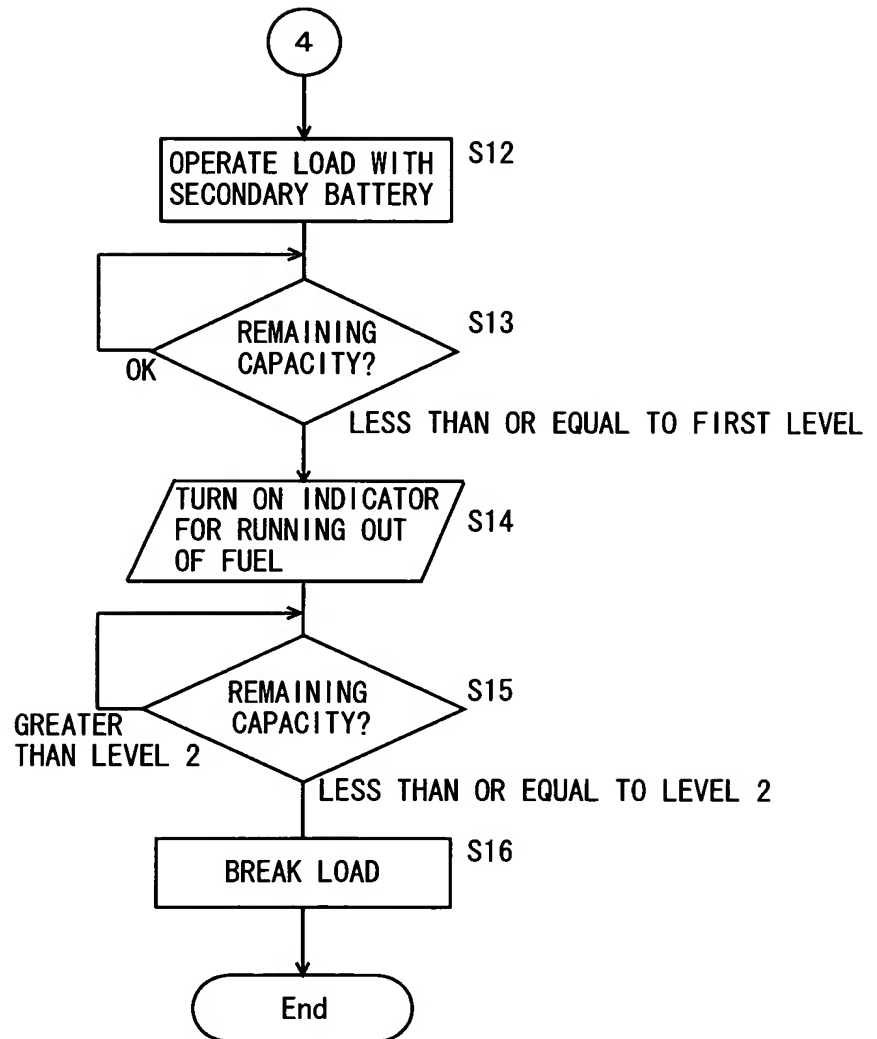 4
OPERATE LOAD WITH
SECONDARY BATTERY
S12
REMAINING
CAPACITY?
S13
OK
LESS THAN OR EQUAL TO FIRST LEVEL
TURN ON INDICATOR
FOR RUNNING OUT
OF FUEL
S14
REMAINING
CAPACITY?
S15
GREATER
THAN LEVEL 2
LESS THAN OR EQUAL TO LEVEL 2
BREAK LOAD
S16
End